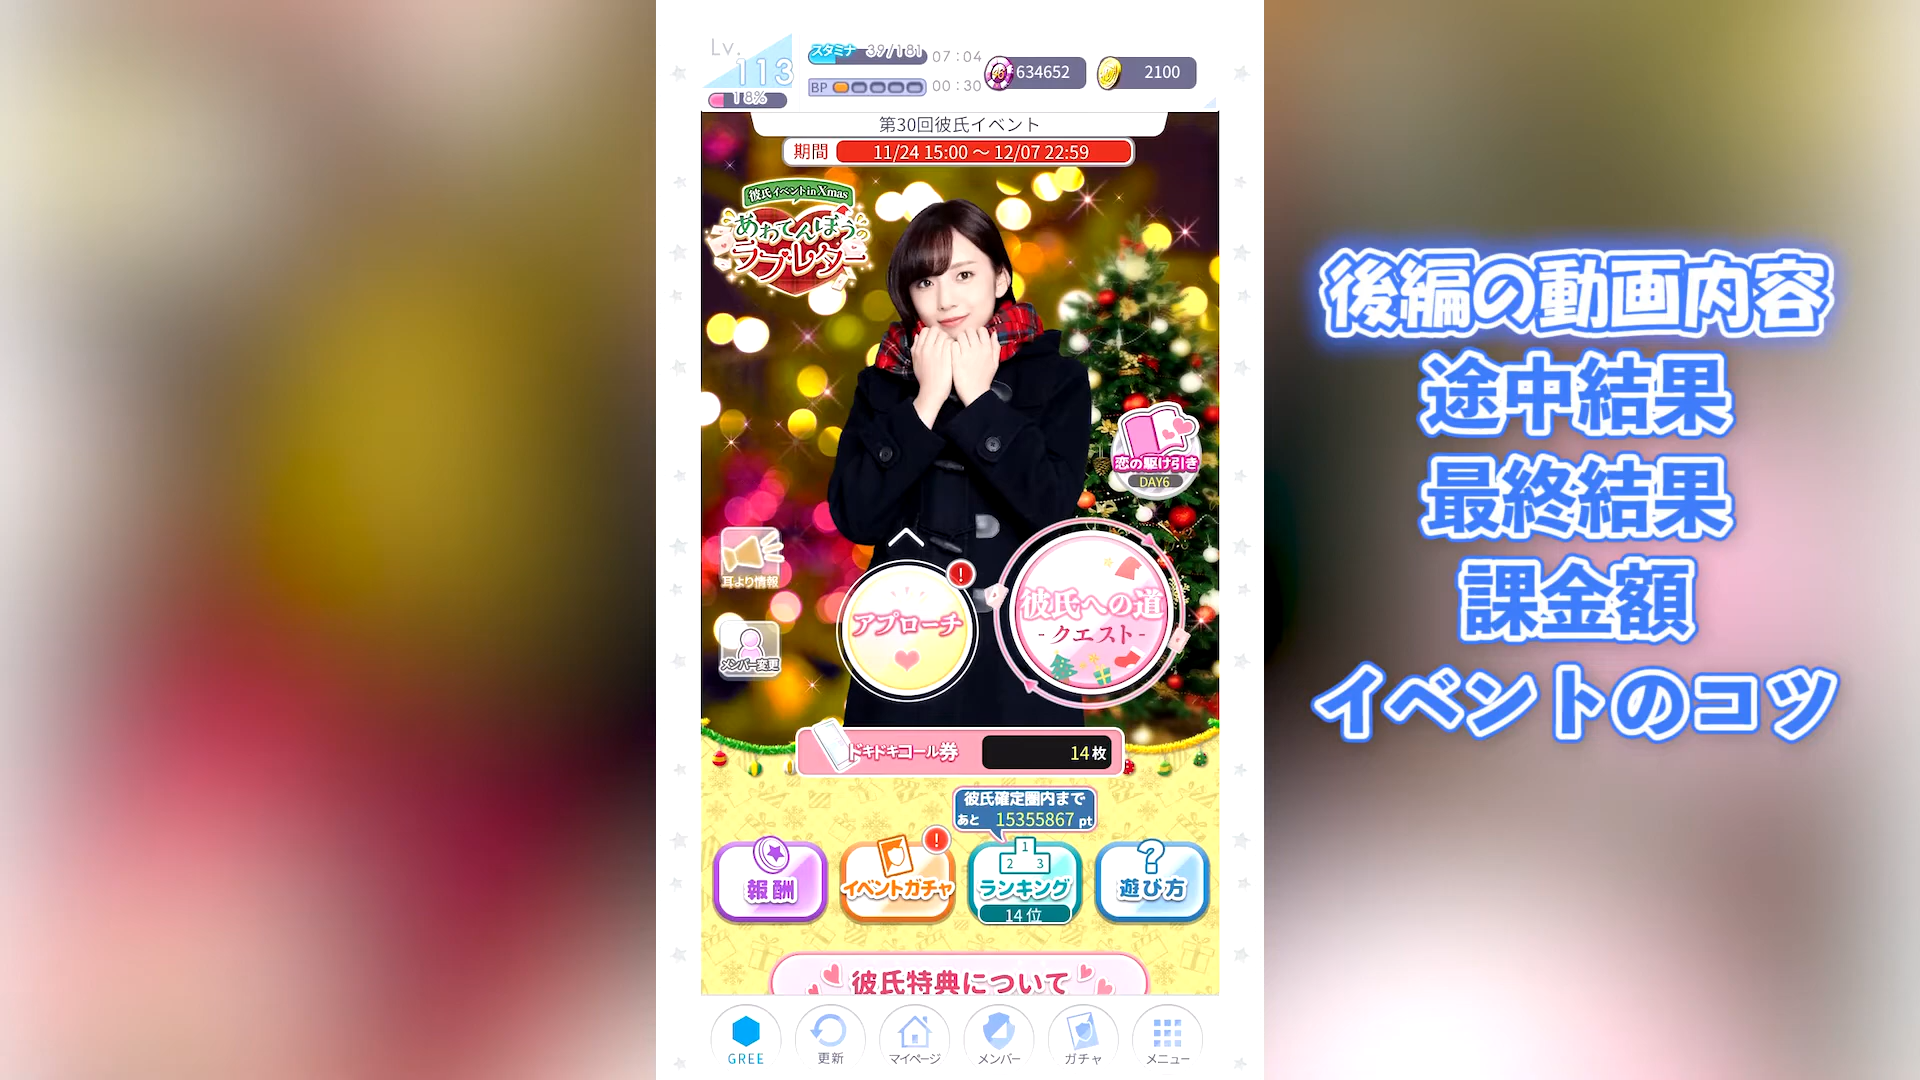 Lv.
113
18%
スタミナ 39/181 07:04
BP 00:30
634652
2100
第30回彼氏イベント
期間 11/24 15:00 ～ 12/07 22:59
彼氏イベント in Xmas
あわてんぼうの
ラブ・レター
恋の駆け引き
DAY6
耳より情報
メンバー変更
アプローチ
彼氏への道
-クエスト-
ドキドキコール券 14枚
彼氏確定圏内まで
あと 15355867 pt
報酬
イベントガチャ
1
2 3
ランキング
14位
遊び方
彼氏特典について
GREE
更新
マイページ
メンバー
ガチャ
メニュー
後編の動画内容
途中結果
最終結果
課金額
イベントのコツ